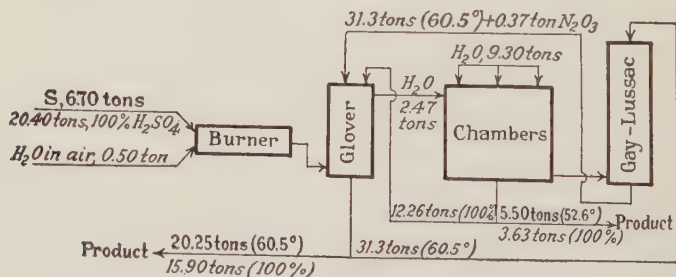 31.3 tons (60.5°)+0.37 ton N₂O₃
H₂O, 9.30 tons
S, 6.70 tons
20.40 tons, 100% H₂SO₄
H₂O in air, 0.50 ton
Burner
Glover
H₂O
2.47
tons
Chambers
Gay-Lussac
12.26 tons (100%)
5.50 tons (52.6°)
3.63 tons (100%)
Product
Product
20.25 tons (60.5°)
15.90 tons (100%)
31.3 tons (60.5°)